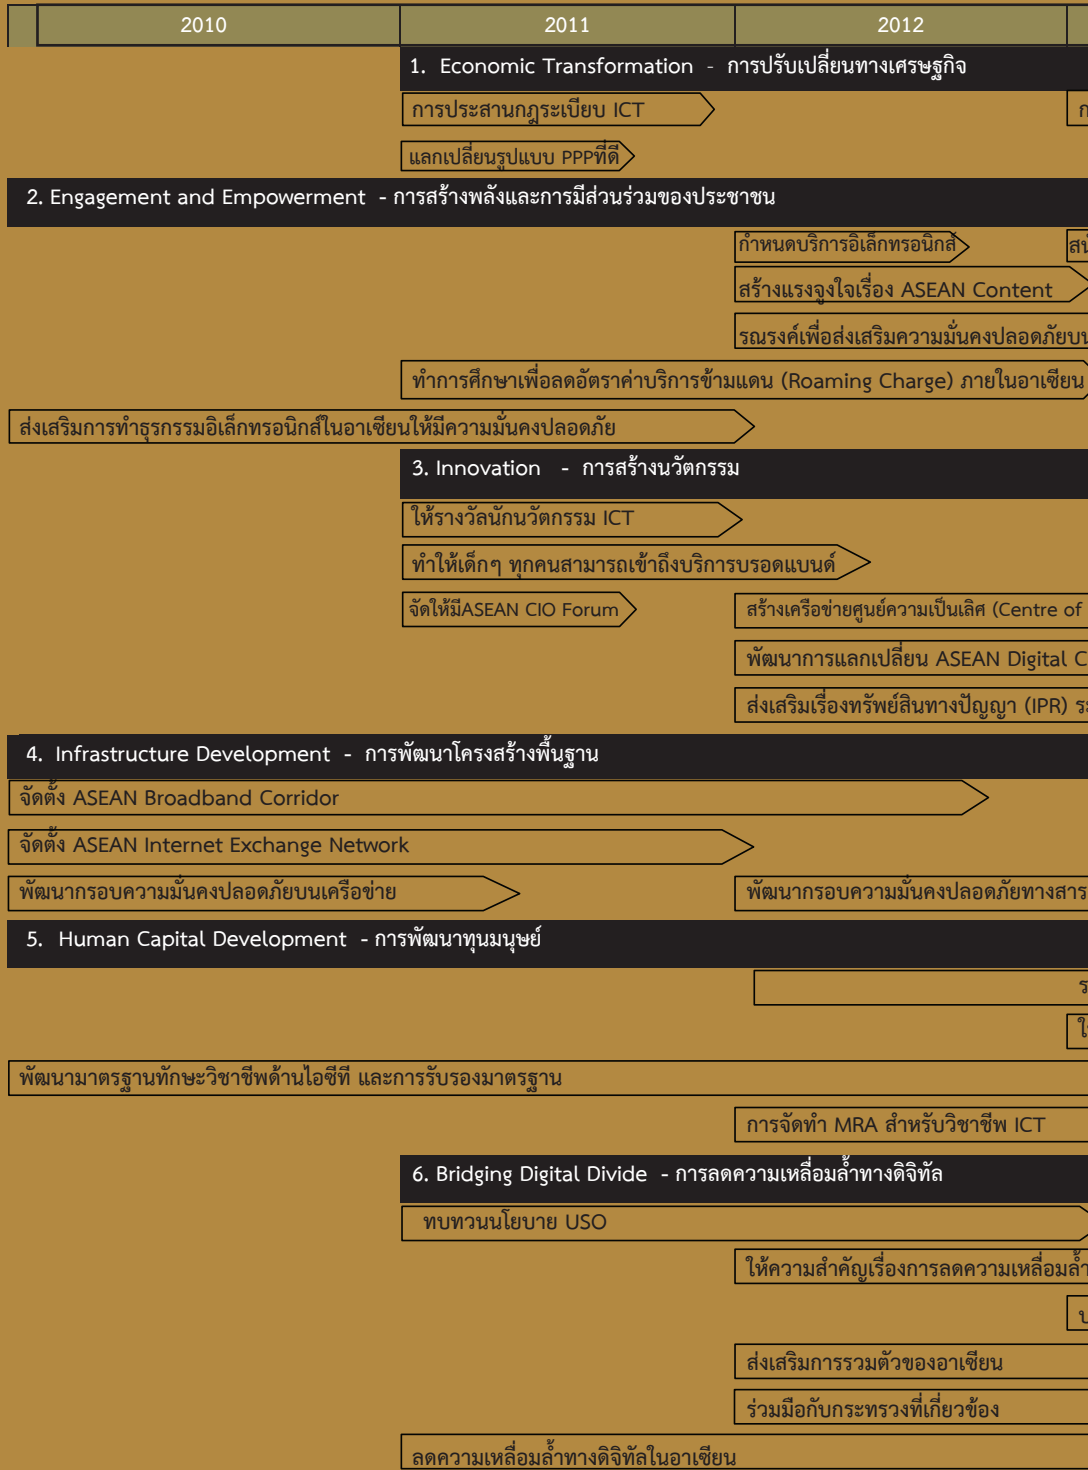 2010 2011 2012
1. Economic Transformation - การปรับเปลี่ยนทางเศรษฐกิจ
การประสานกฎระเบียบ ICT
แลกเปลี่ยนรูปแบบ PPPที่ดี
2. Engagement and Empowerment - การสร้างพลังและการมีส่วนร่วมของประชาชน
กำหนดบริการอิเล็กทรอนิกส์
สร้างแรงจูงใจเรื่อง ASEAN Content
รณรงค์เพื่อส่งเสริมความมั่นคงปลอดภัยบน
ทำการศึกษาเพื่อลดอัตราค่าบริการข้ามแดน (Roaming Charge) ภายในอาเซียน
ส่งเสริมการทำธุรกรรมอิเล็กทรอนิกส์ในอาเซียนให้มีความมั่นคงปลอดภัย
3. Innovation - การสร้างนวัตกรรม
ให้รางวัลนักนวัตกรรม ICT
ทำให้เด็กๆ ทุกคนสามารถเข้าถึงบริการบรอดแบนด์
จัดให้มีASEAN CIO Forum สร้างเครือข่ายศูนย์ความเป็นเลิศ (Centre of
พัฒนาการแลกเปลี่ยน ASEAN Digital C
ส่งเสริมเรื่องทรัพย์สินทางปัญญา (IPR) ระ
4. Infrastructure Development - การพัฒนาโครงสร้างพื้นฐาน
จัดตั้ง ASEAN Broadband Corridor
จัดตั้ง ASEAN Internet Exchange Network
พัฒนากรอบความมั่นคงปลอดภัยบนเครือข่าย พัฒนากรอบความมั่นคงปลอดภัยทางสาร
5. Human Capital Development - การพัฒนาทุนมนุษย์
พัฒนามาตรฐานทักษะวิชาชีพด้านไอซีที และการรับรองมาตรฐาน
การจัดทำ MRA สำหรับวิชาชีพ ICT
6. Bridging Digital Divide - การลดความเหลื่อมล้ำทางดิจิทัล
ทบทวนนโยบาย USO
ให้ความสำคัญเรื่องการลดความเหลื่อมล้ำ
ส่งเสริมการรวมตัวของอาเซียน
ร่วมมือกับกระทรวงที่เกี่ยวข้อง
ลดความเหลื่อมล้ำทางดิจิทัลในอาเซียน